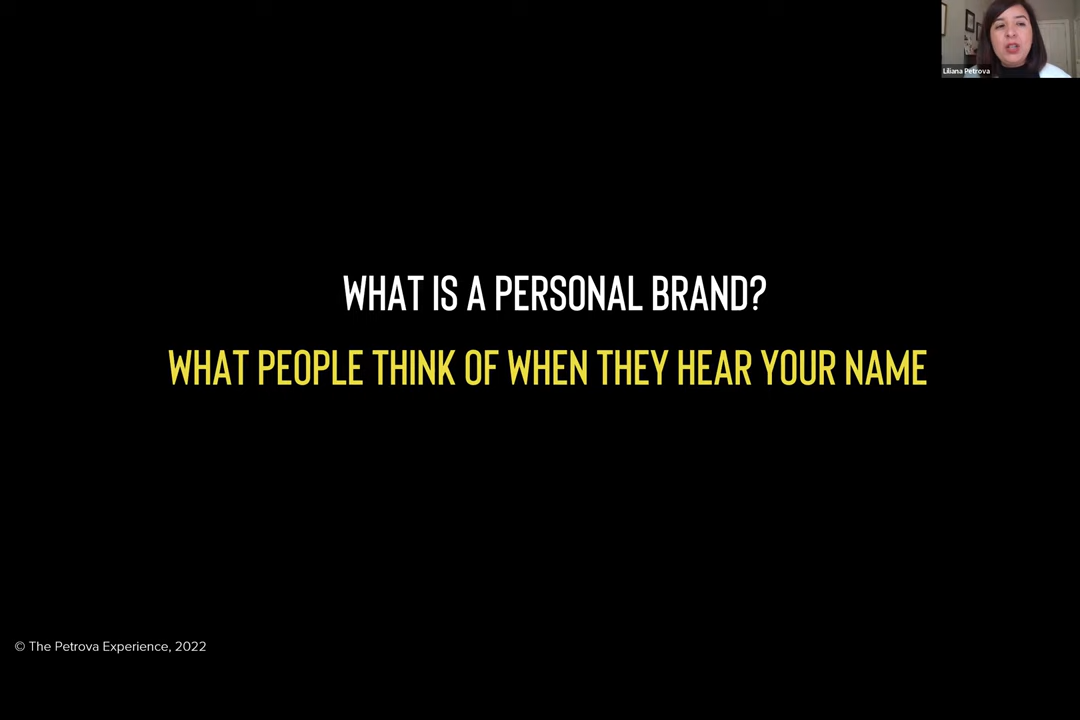 Liliana Petrova
WHAT IS A PERSONAL BRAND?
WHAT PEOPLE THINK OF WHEN THEY HEAR YOUR NAME
© The Petrova Experience, 2022